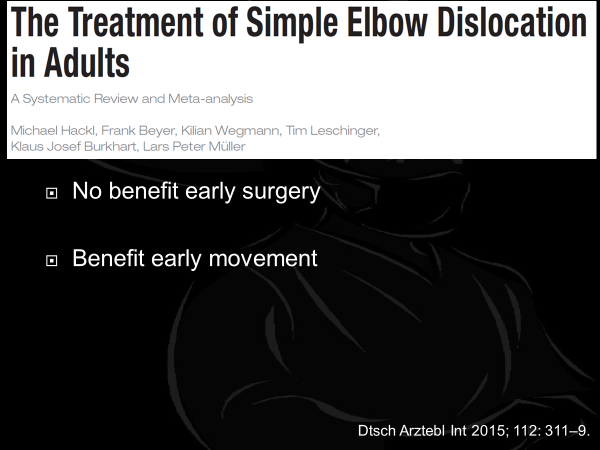 The Treatment of Simple Elbow Dislocation
in Adults
A Systematic Review and Meta-analysis
Michael Hackl, Frank Beyer, Kilian Wegmann, Tim Leschinger,
Klaus Josef Burkhart, Lars Peter Müller
No benefit early surgery
Benefit early movement
Dtsch Arztebl Int 2015; 112: 311–9.